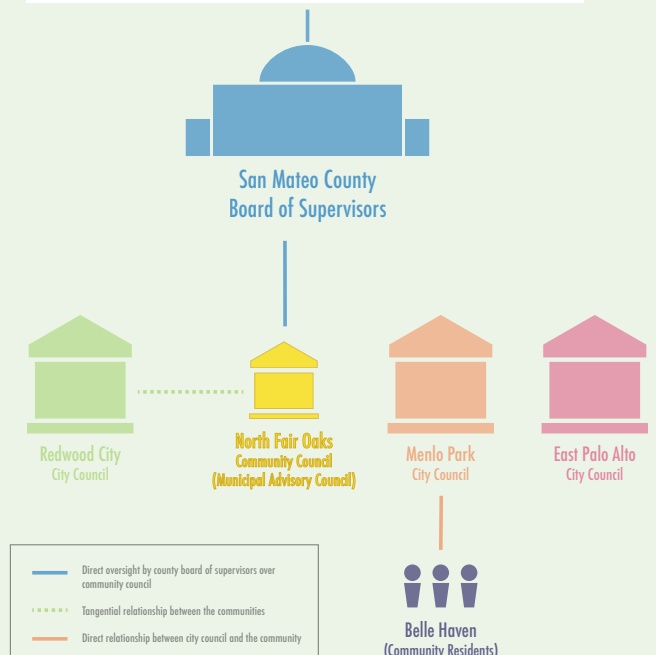 San Mateo County
Board of Supervisors
Redwood City
City Council
North Fair Oaks
Community Council
(Municipal Advisory Council)
Menlo Park
City Council
East Palo Alto
City Council
Direct oversight by county board of supervisors over
community council
Tangential relationship between the communities
Direct relationship between city council and the community
Belle Haven
(Community Residents)